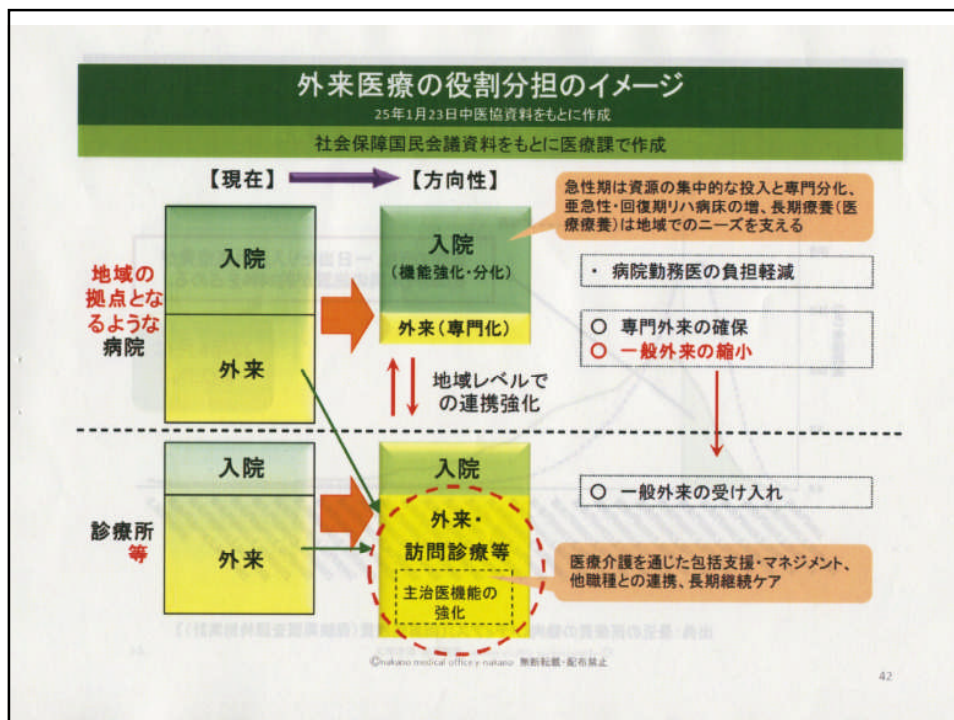 外来医療の役割分担のイメージ
25年1月23日中医協資料をもとに作成
社会保障国民会議資料をもとに医療課で作成
【現在】
【方向性】
急性期は資源の集中的な投入と専門分化、
亜急性・回復期リハ病床の増、長期療養(医
療療養)は地域でのニーズを支える
地域の
拠点とな
るような
病院
入院
外来
入院
(機能強化・分化)
外来(専門化)
・ 病院勤務医の負担軽減
○ 専門外来の確保
○ 一般外来の縮小
地域レベルで
の連携強化
診療所
等
入院
外来
入院
外来・
訪問診療等
主治医機能の
強化
○ 一般外来の受け入れ
医療介護を通じた包括支援・マネジメント、
他職種との連携、長期継続ケア
©nakano medical office y-nakano 無断転載・配布禁止
42